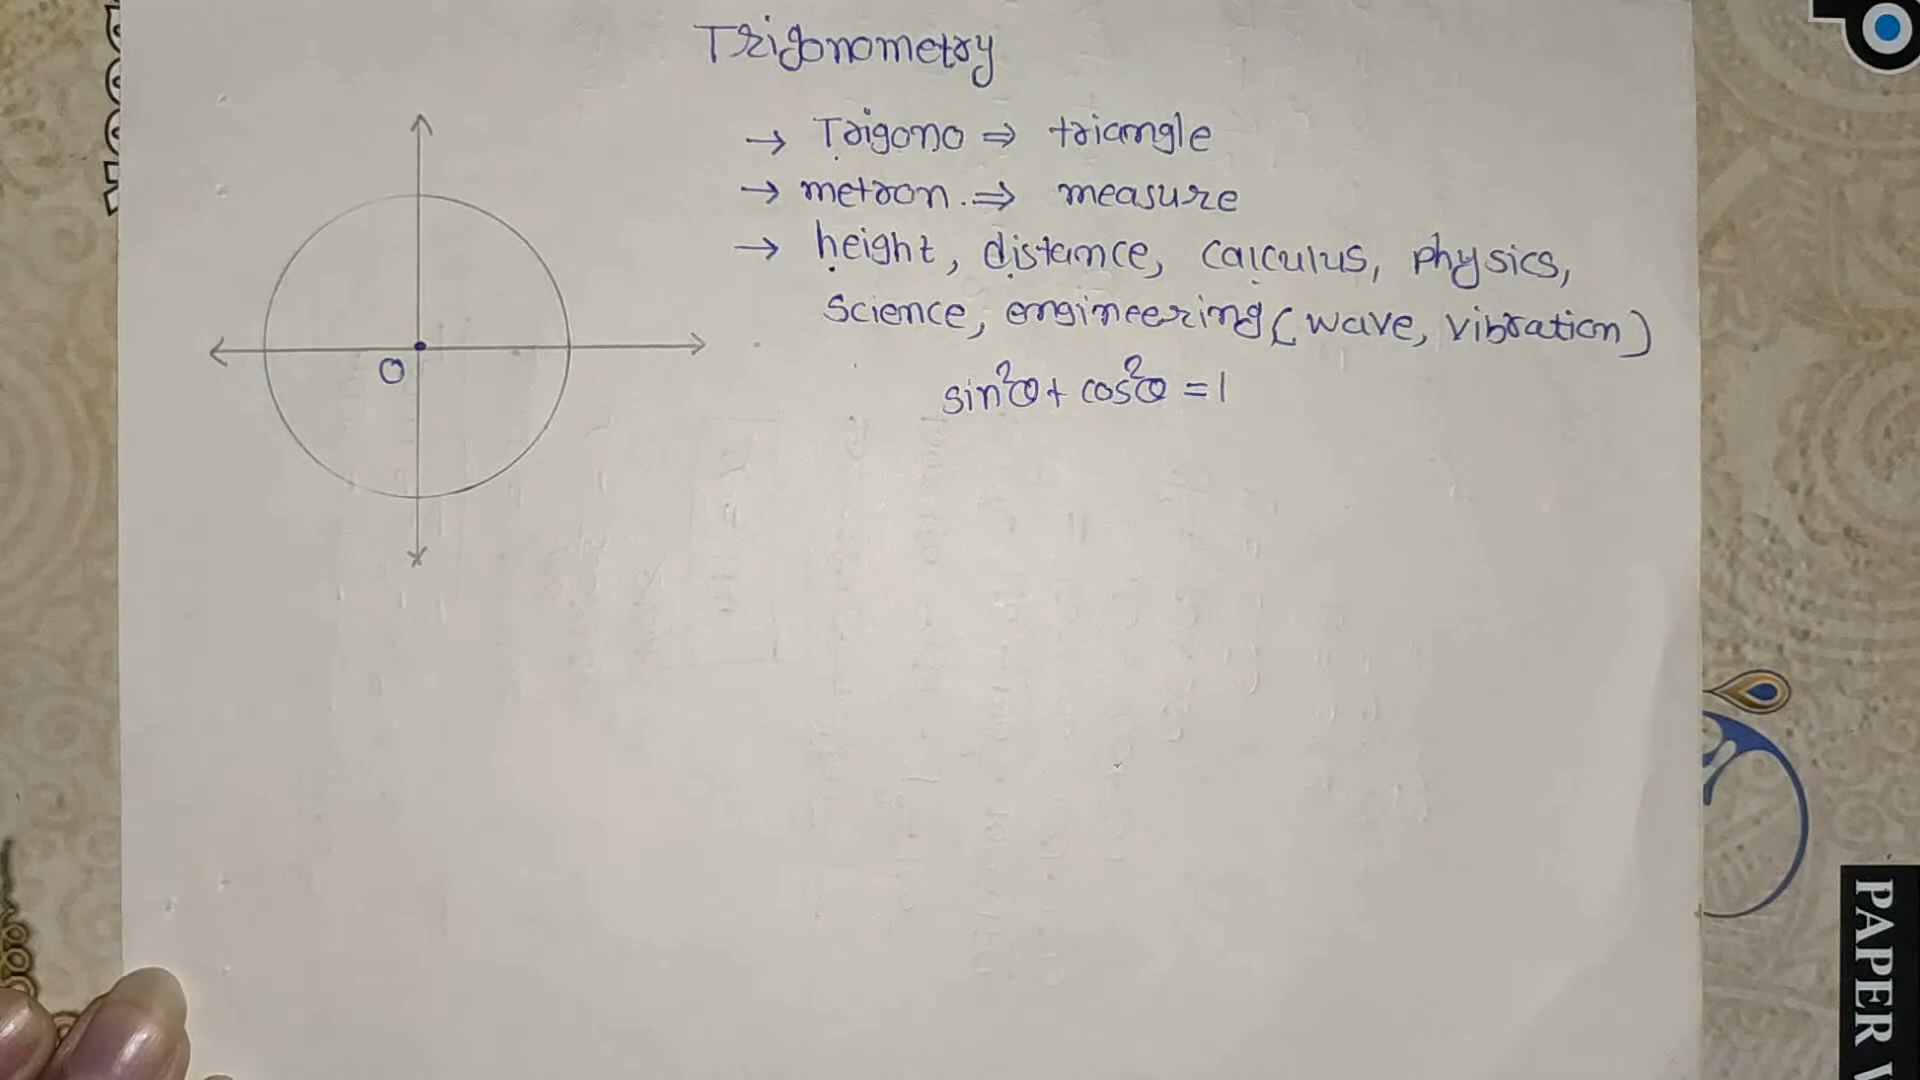 Trigonometry
→ Trigono ⇒ triangle
→ metron. ⇒ measure
→ height, distance, calculus, physics,
Science, engineering (wave, vibration)
sin²θ + cos²θ = 1
O
PAPER